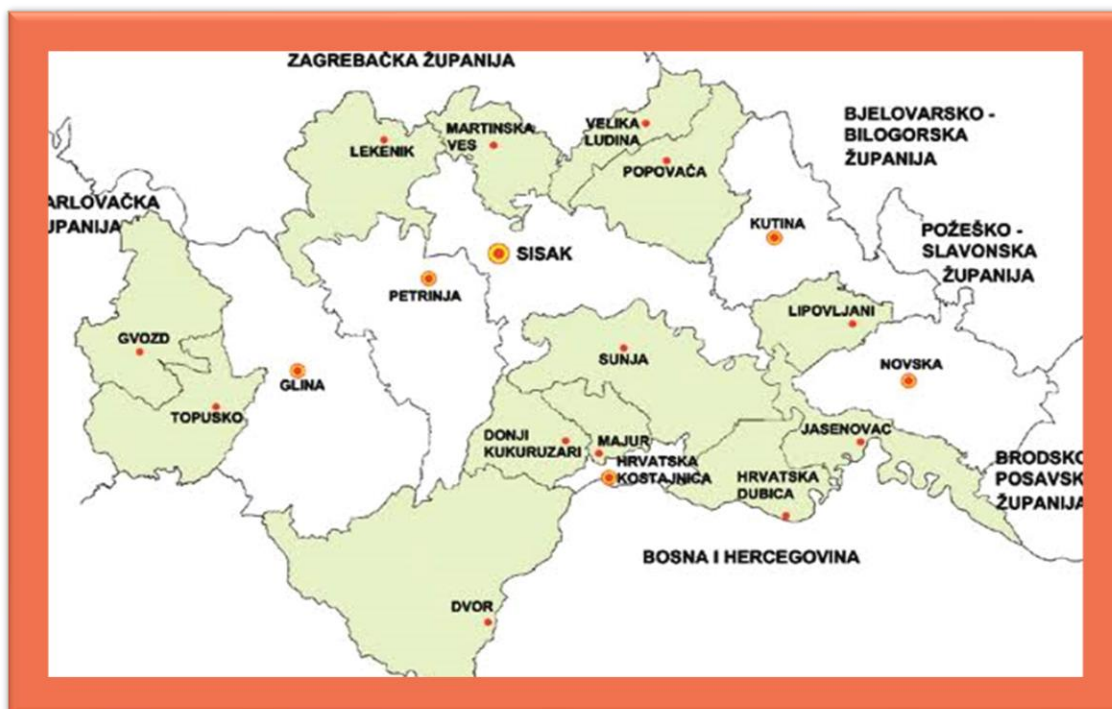 ZAGREBAČKA ŽUPANIJA
BJELOVARSKO -
BILOGORSKA
ŽUPANIJA
MARTINSKA
VES
VELIKA
LUDINA
LEKENIK
POPOVAČA
ARLOVAČKA
UPANIJA
KUTINA
POŽEŠKO -
SLAVONSKA
ŽUPANIJA
SISAK
PETRINJA
LIPOVLJANI
GVOZD
SUNJA
NOVSKA
GLINA
TOPUSKO
DONJI
KUKURUZARI
MAJUR
JASENOVAC
HRVATSKA
KOSTAJNICA
HRVATSKA
DUBICA
BRODSKO
POSAVSK
ŽUPANIJA
BOSNA I HERCEGOVINA
DVOR